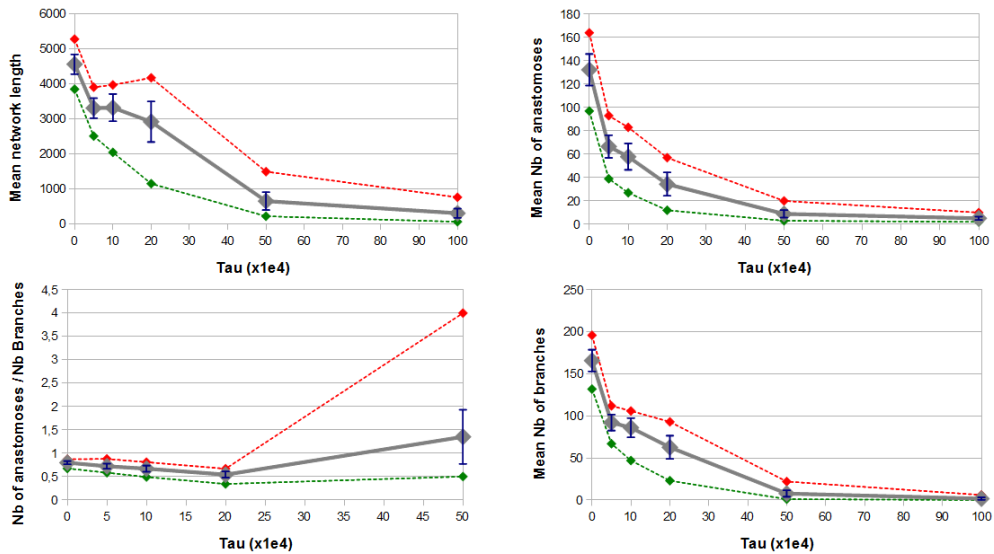 Mean network length
6000
5000
4000
3000
2000
1000
0
0 10 20 30 40 50 60 70 80 90 100
Tau (x1e4)
Mean Nb of anastomoses
180
160
140
120
100
80
60
40
20
0
0 10 20 30 40 50 60 70 80 90 100
Tau (x1e4)
Nb of anastomoses / Nb Branches
4,5
4
3,5
3
2,5
2
1,5
1
0,5
0
0 5 10 15 20 25 30 35 40 45 50
Tau (x1e4)
Mean Nb of branches
250
200
150
100
50
0
0 10 20 30 40 50 60 70 80 90 100
Tau (x1e4)